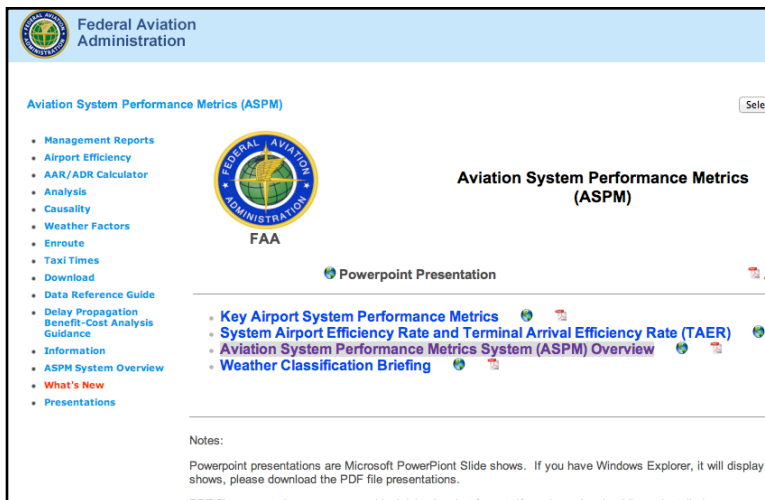 Federal Aviation
Administration
Aviation System Performance Metrics (ASPM)
Sele
Management Reports
Airport Efficiency
AAR/ADR Calculator
Analysis
Causality
Weather Factors
Enroute
Taxi Times
Download
Data Reference Guide
Delay Propagation
Benefit-Cost Analysis
Guidance
Information
ASPM System Overview
What's New
Presentations
FEDERAL AVIATION
ADMINISTRATION
FAA
Aviation System Performance Metrics
(ASPM)
Powerpoint Presentation
Key Airport System Performance Metrics
System Airport Efficiency Rate and Terminal Arrival Efficiency Rate (TAER)
Aviation System Performance Metrics System (ASPM) Overview
Weather Classification Briefing
Notes:
Powerpoint presentations are Microsoft PowerPiont Slide shows. If you have Windows Explorer, it will display
shows, please download the PDF file presentations.